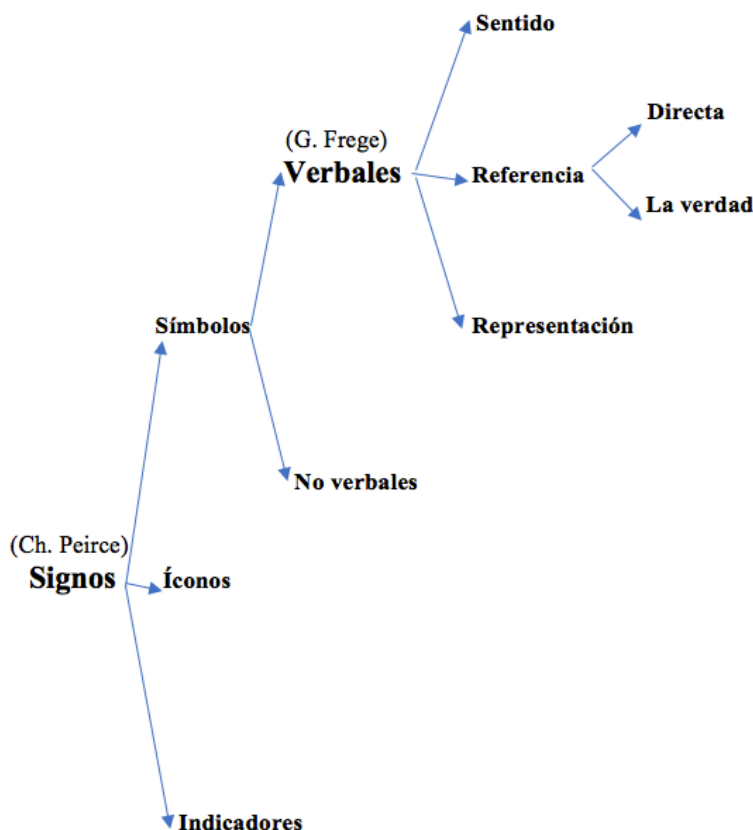 Sentido
Directa
(G. Frege)
Verbales
Referencia
La verdad
Símbolos
Representación
No verbales
(Ch. Peirce)
Signos
Íconos
Indicadores